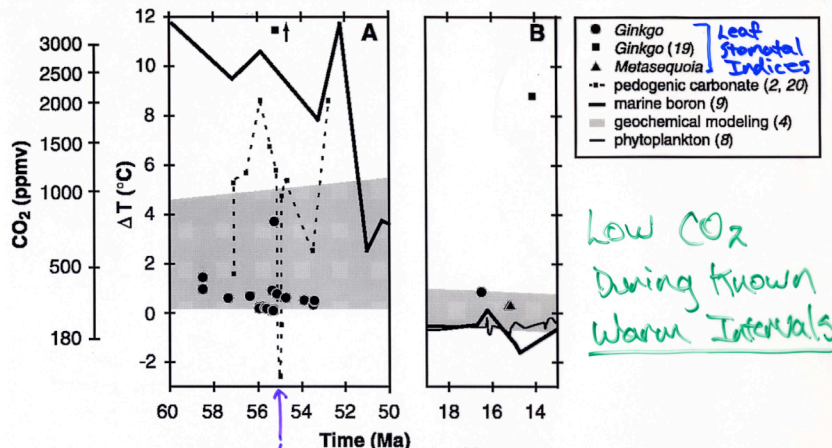 A
B
12
10
8
6
4
2
0
-2
3000
2500
2000
1500
1000
500
180
CO₂ (ppmv)
Δ T (°C)
60 58 56 54 52 50
18 16 14
Time (Ma)
Ginkgo
Ginkgo (19)
Metasequoia
pedogenic carbonate (2, 20)
marine boron (9)
geochemical modeling (4)
phytoplankton (8)
Leaf
Stomatal
Indices
Low CO₂
During Known
Warm Intervals